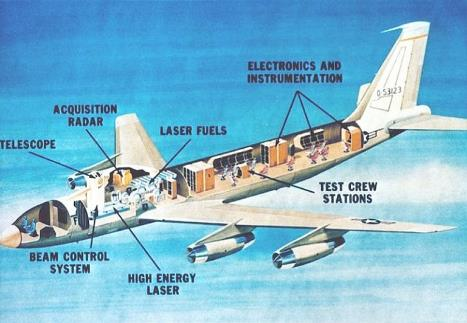 ELECTRONICS AND
INSTRUMENTATION
0-53123
ACQUISITION
RADAR
LASER FUELS
TELESCOPE
TEST CREW
STATIONS
BEAM CONTROL
SYSTEM
HIGH ENERGY
LASER